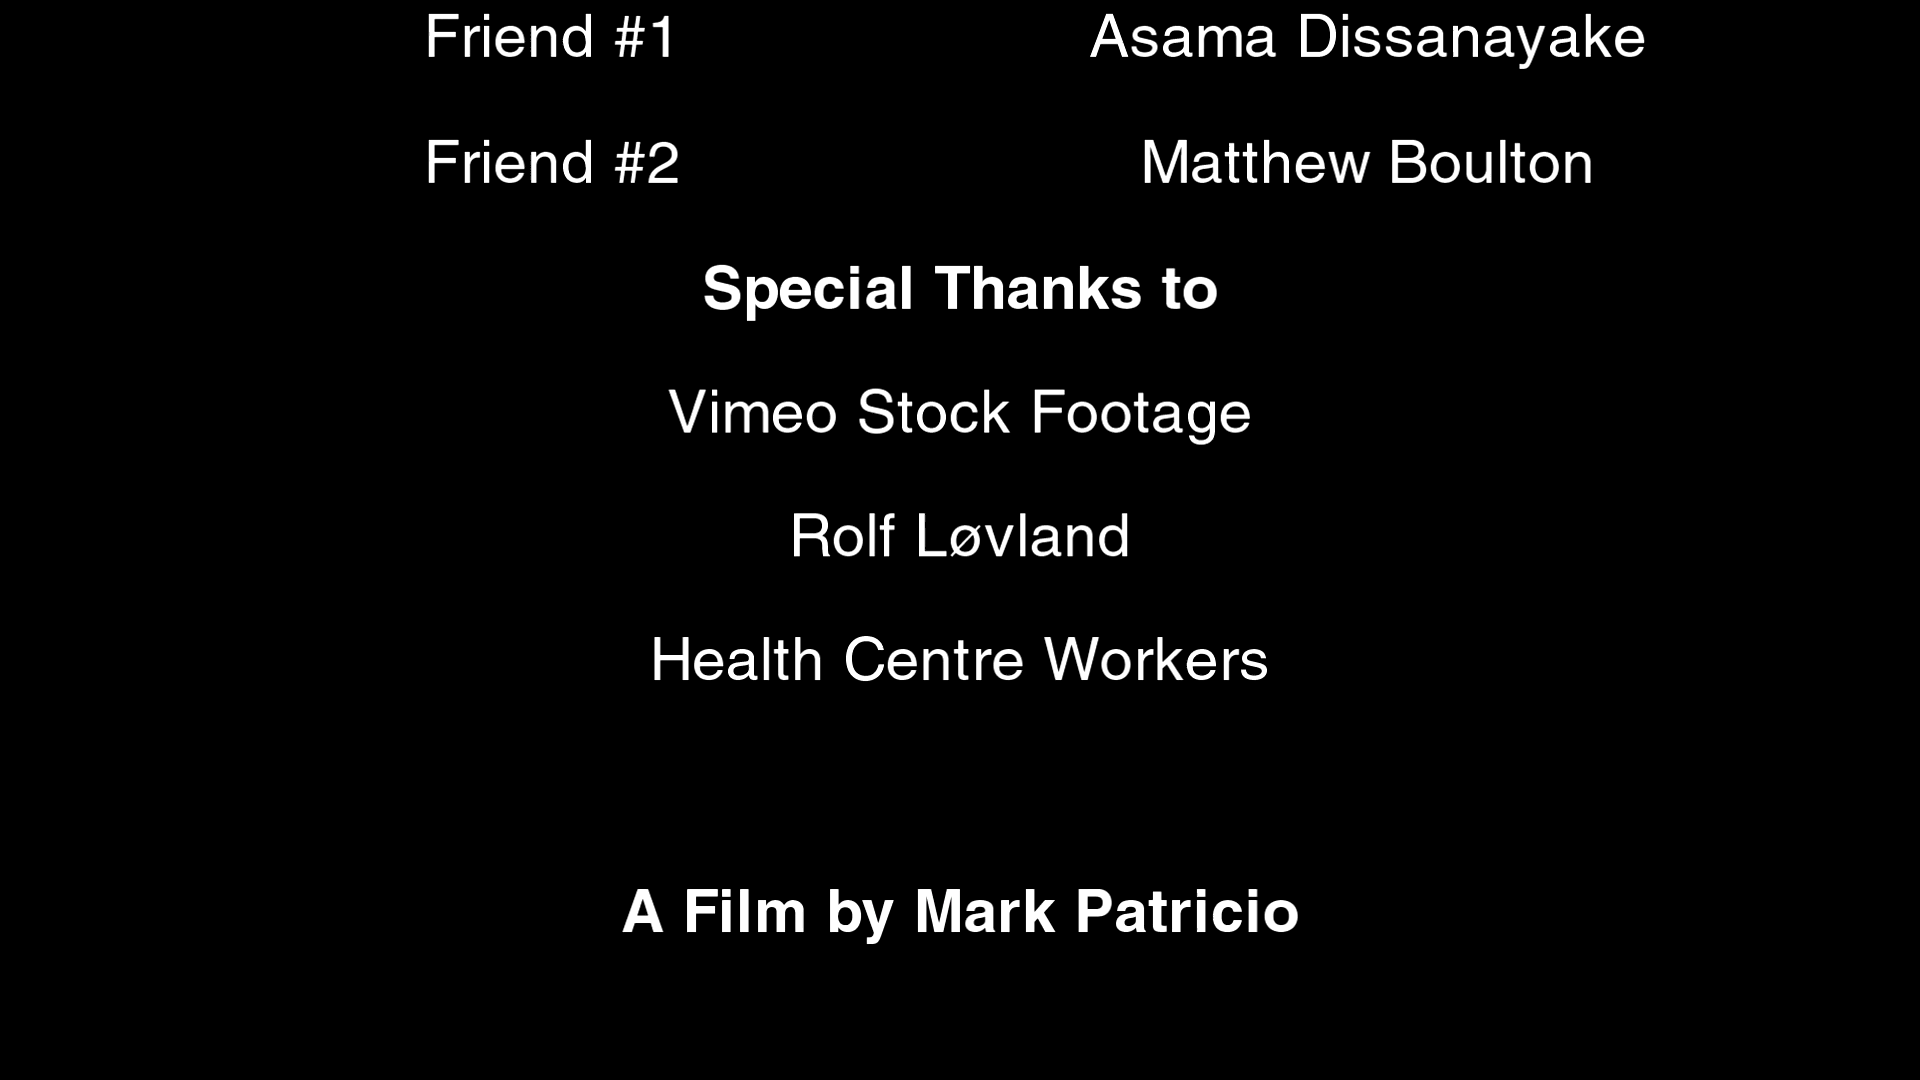 Friend #1 Asama Dissanayake
Friend #2 Matthew Boulton
Special Thanks to
Vimeo Stock Footage
Rolf Løvland
Health Centre Workers
A Film by Mark Patricio